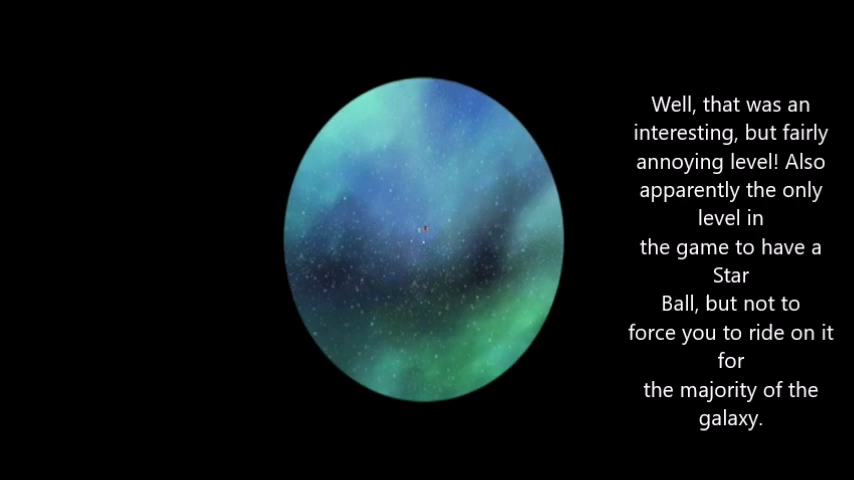 Well, that was an
interesting, but fairly
annoying level! Also
apparently the only
level in
the game to have a
Star
Ball, but not to
force you to ride on it
for
the majority of the
galaxy.